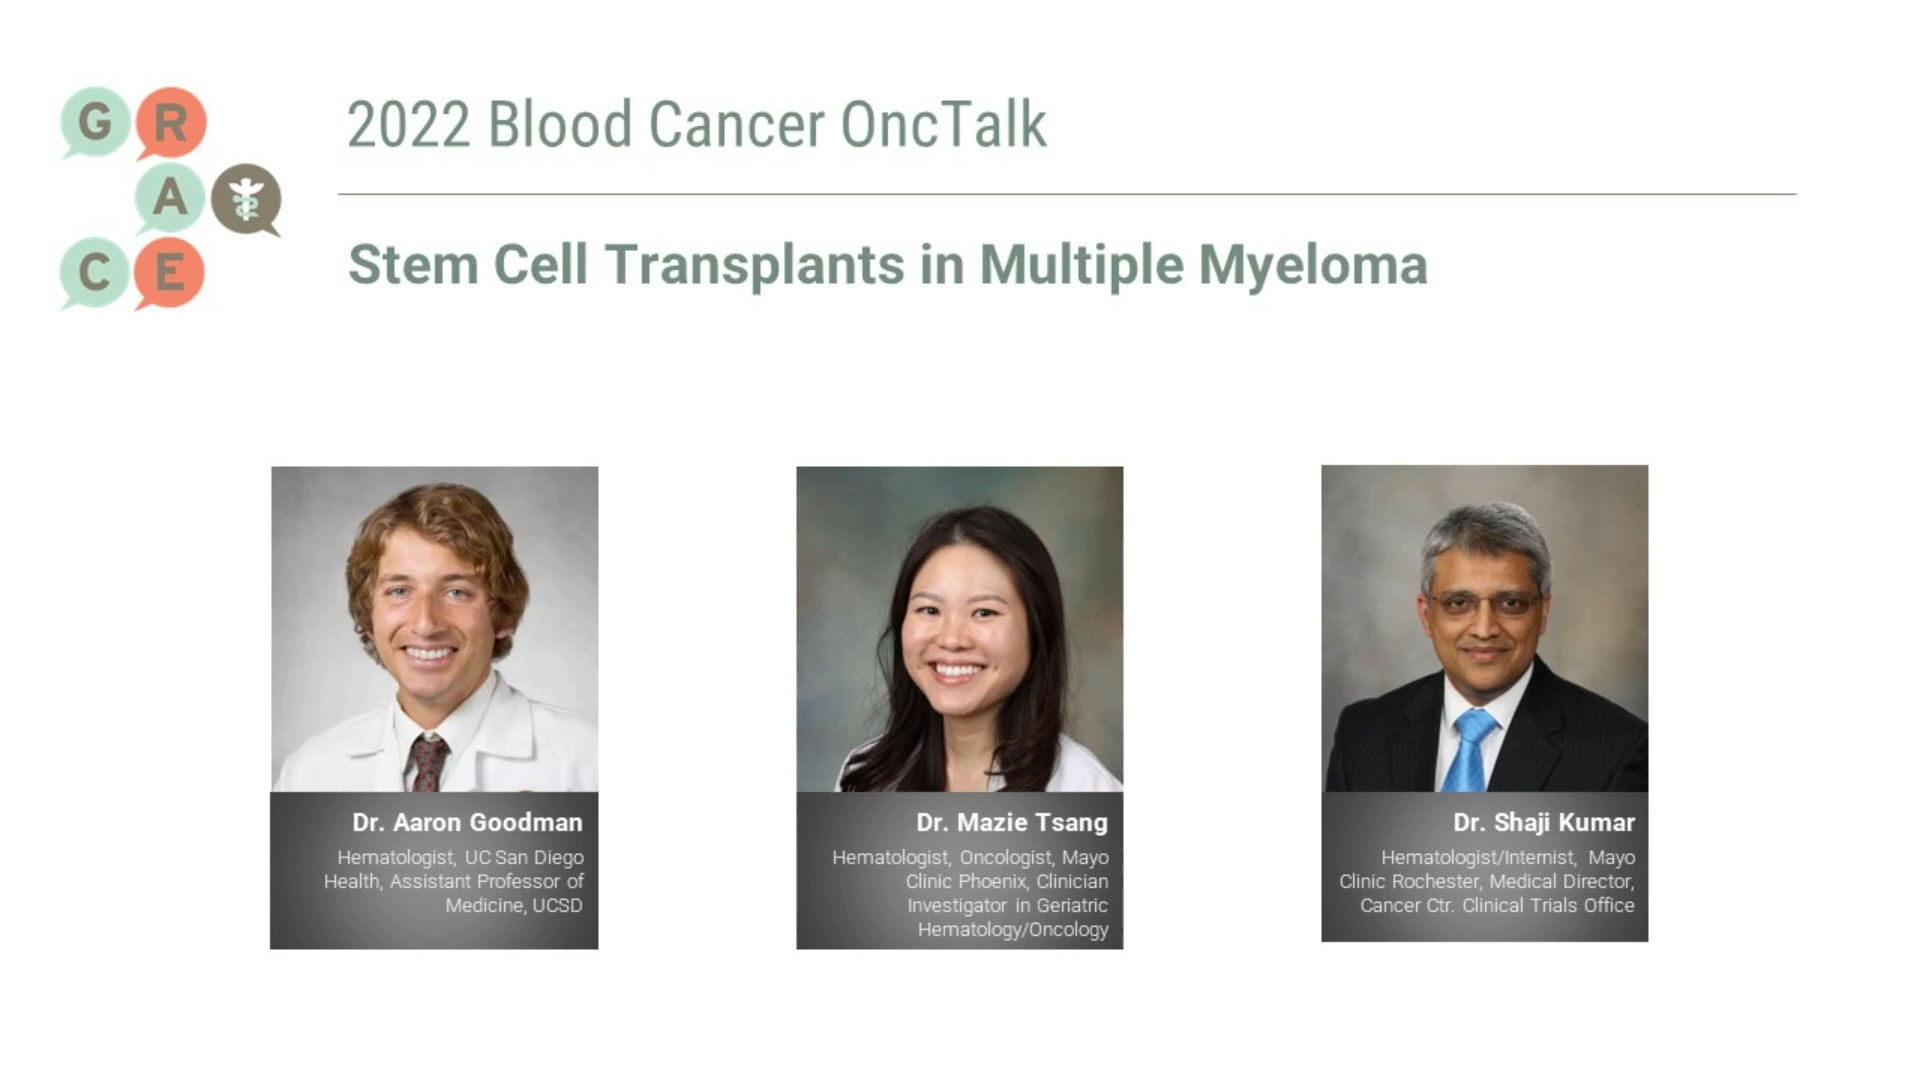 G R
A
C E
2022 Blood Cancer OncTalk
Stem Cell Transplants in Multiple Myeloma
Dr. Aaron Goodman
Hematologist, UC San Diego
Health, Assistant Professor of
Medicine, UCSD
Dr. Mazie Tsang
Hematologist, Oncologist, Mayo
Clinic Phoenix, Clinician
Investigator in Geriatric
Hematology/Oncology
Dr. Shaji Kumar
Hematologist/Internist, Mayo
Clinic Rochester, Medical Director,
Cancer Ctr. Clinical Trials Office